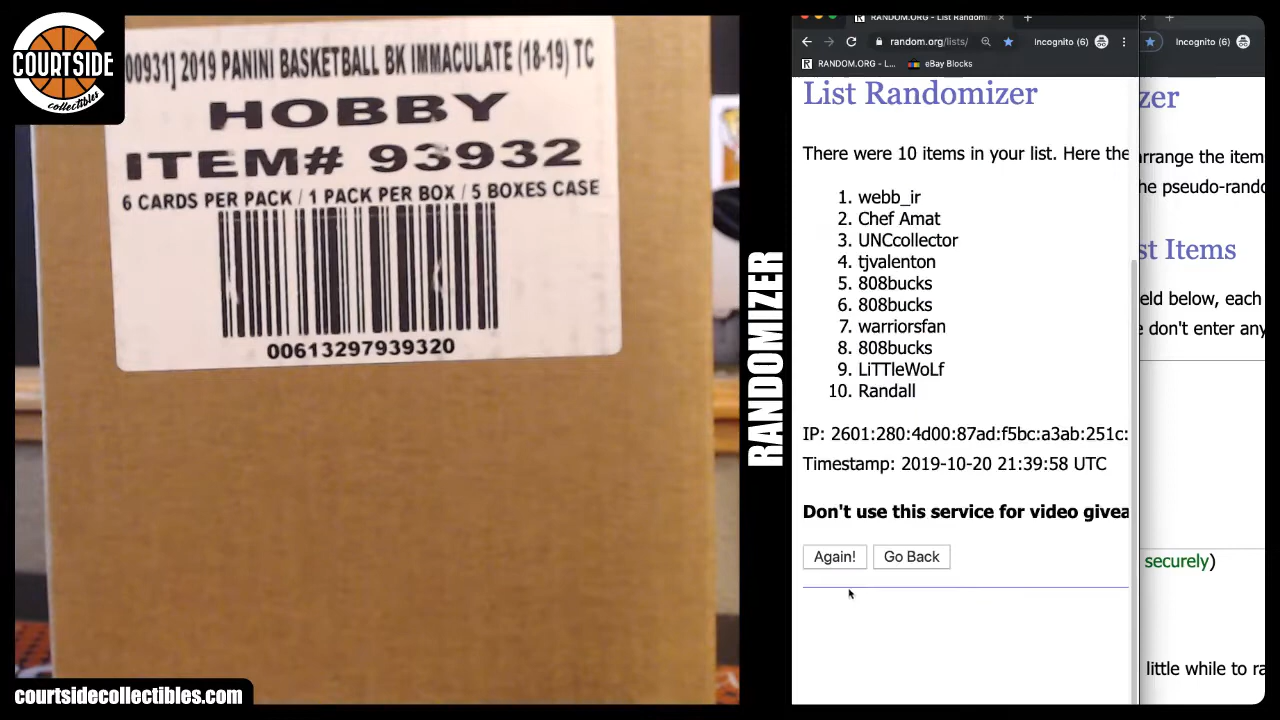 COURTSIDE
collectibles
00931] 2019 PANINI BASKETBALL BK IMMACULATE (18-19) TC
HOBBY
ITEM# 93932
6 CARDS PER PACK / 1 PACK PER BOX / 5 BOXES CASE
00613297939320
courtsidecollectibles.com
RANDOMIZER
RANDOM.ORG - List Randomi
random.org/lists/
Incognito (6)
Incognito (6)
RANDOM.ORG - L...
eBay Blocks
List Randomizer
There were 10 items in your list. Here the
1. webb_ir
2. Chef Amat
3. UNCcollector
4. tjvalenton
5. 808bucks
6. 808bucks
7. warriorsfan
8. 808bucks
9. LiTTleWoLf
10. Randall
IP: 2601:280:4d00:87ad:f5bc:a3ab:251c:
Timestamp: 2019-10-20 21:39:58 UTC
Don't use this service for video givea
Again!
Go Back
zer
arrange the item
he pseudo-rando
st Items
eld below, each
e don't enter any
securely)
little while to ra